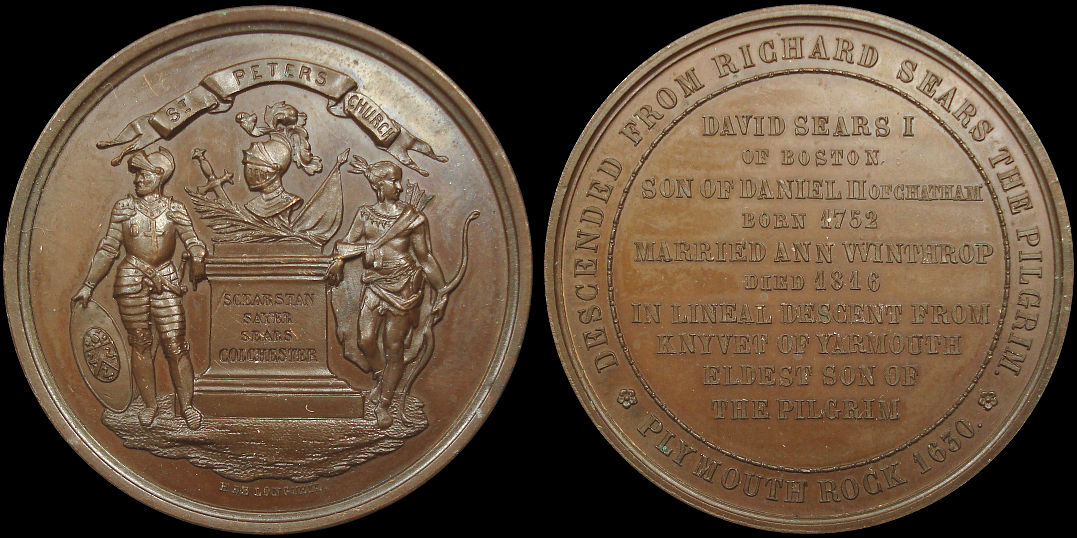 ST PETERS CHURCH
SCEARSTAN
SAYER
SEARS
COLCHESTER
DESCENDED FROM RICHARD SEARS THE PILGRIM.
PLYMOUTH ROCK 1630.
DAVID SEARS I
OF BOSTON.
SON OF DANIEL II OF CHATHAM
BORN 1752
MARRIED ANN WINTHROP
DIED 1816
IN LINEAL DESCENT FROM
KNYVET OF YARMOUTH
ELDEST SON OF
THE PILGRIM